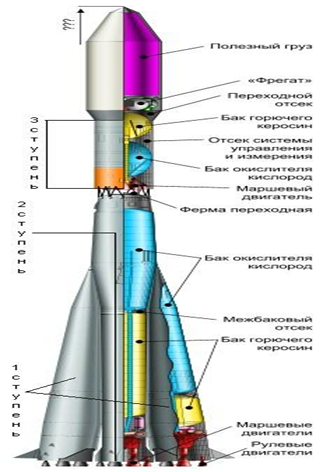 ???
Полезный груз
«Фрегат»
Переходной
отсек
Бак горючего
керосин
Отсек системы
управления
и измерения
Бак окислителя
кислород
Маршевый
двигатель
Ферма переходная
3 ступень
2 ступень
Бак окислителя
кислород
Межбаковый
отсек
Бак горючего
керосин
1 ступень
Маршевые
двигатели
Рулевые
двигатели